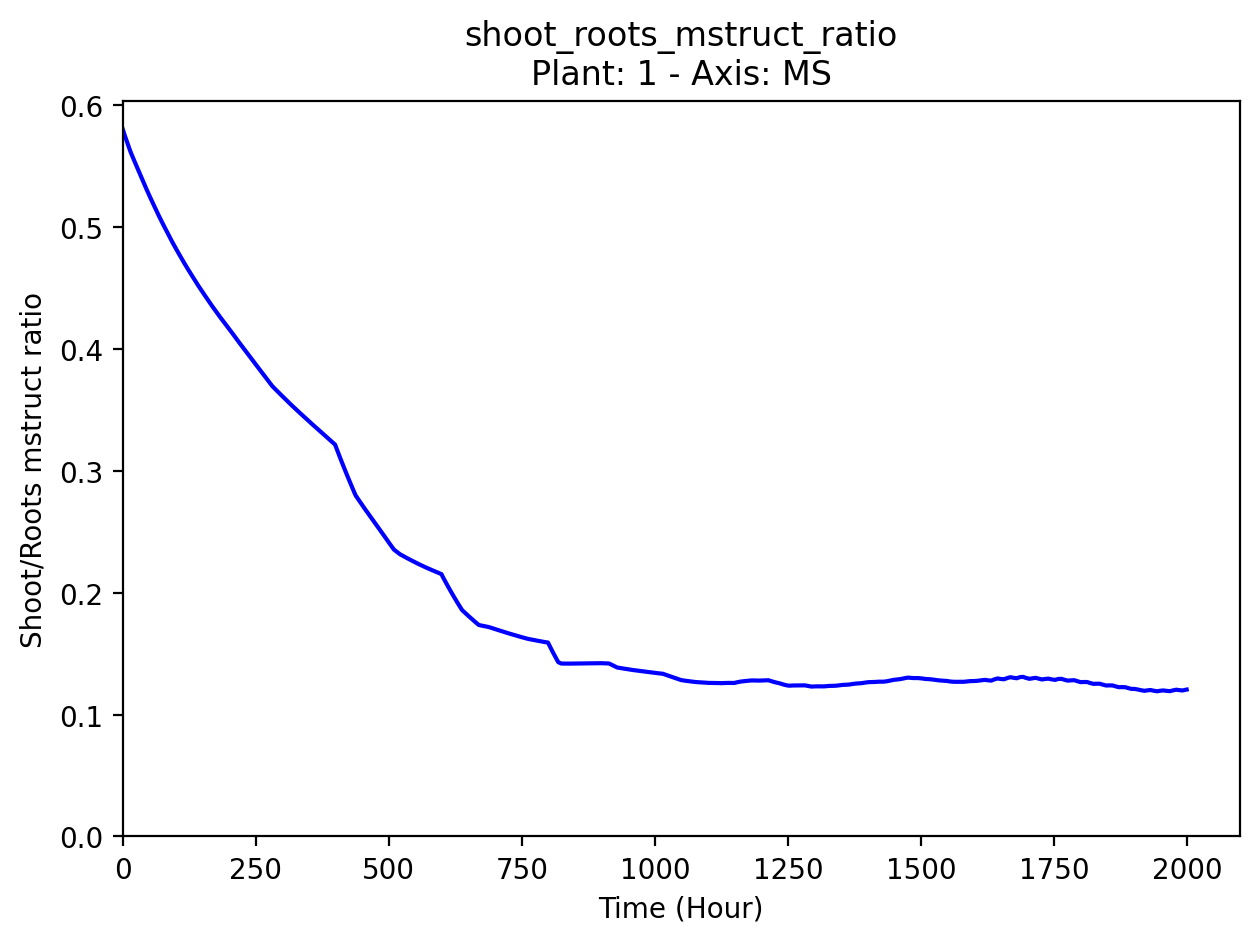 shoot_roots_mstruct_ratio
Plant: 1 - Axis: MS
Shoot/Roots mstruct ratio
0.6
0.5
0.4
0.3
0.2
0.1
0.0
0 250 500 750 1000 1250 1500 1750 2000
Time (Hour)